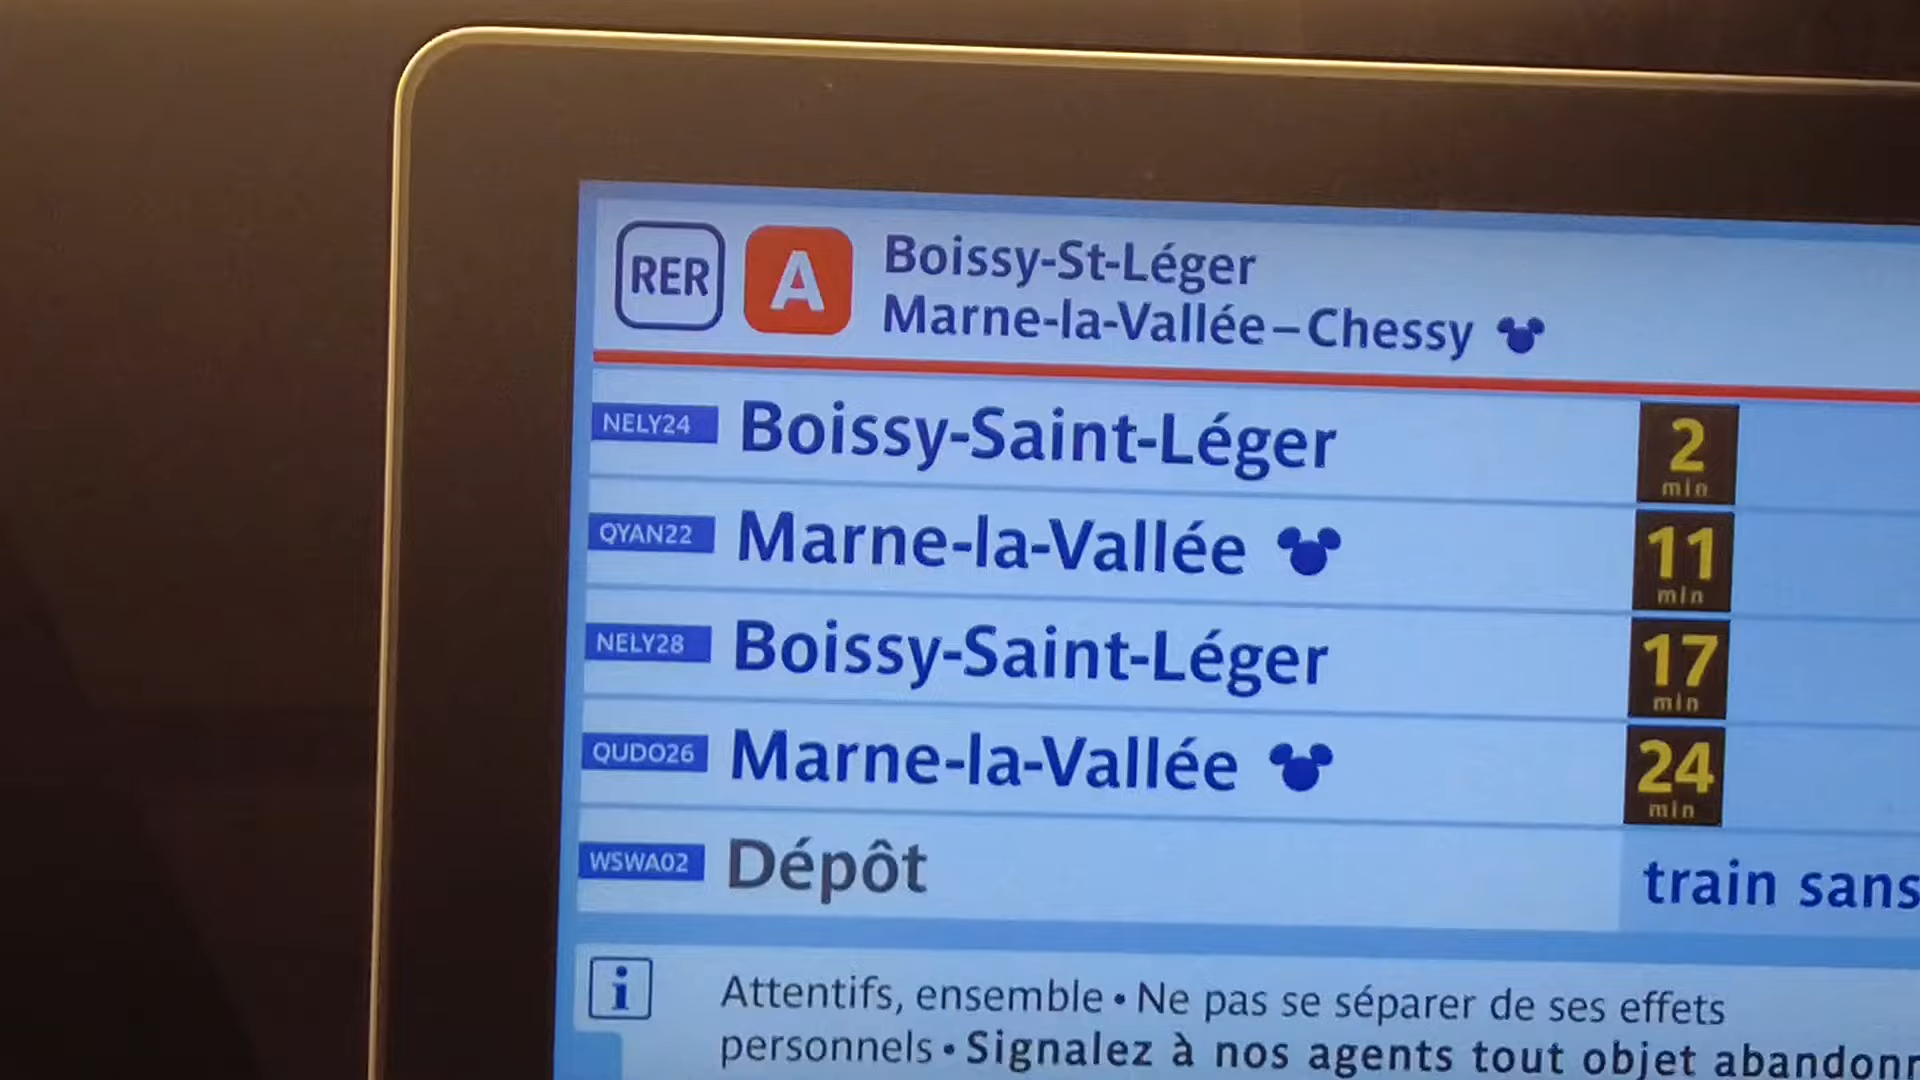 RER A Boissy-St-Léger
Marne-la-Vallée–Chessy
NELY24 Boissy-Saint-Léger 2 min
QYAN22 Marne-la-Vallée 11 min
NELY28 Boissy-Saint-Léger 17 min
QUDO26 Marne-la-Vallée 24 min
WSWA02 Dépôt train sans
i Attentifs, ensemble • Ne pas se séparer de ses effets
personnels • Signalez à nos agents tout objet